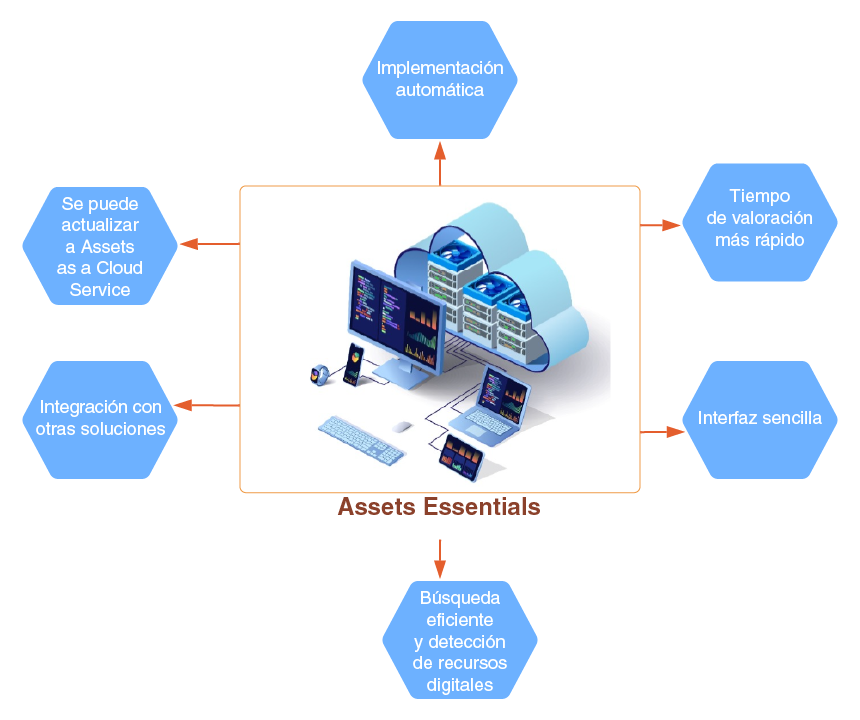 Implementación
automática
Se puede
actualizar
a Assets
as a Cloud
Service
Tiempo
de valoración
más rápido
Integración con
otras soluciones
Interfaz sencilla
Assets Essentials
Búsqueda
eficiente
y detección
de recursos
digitales